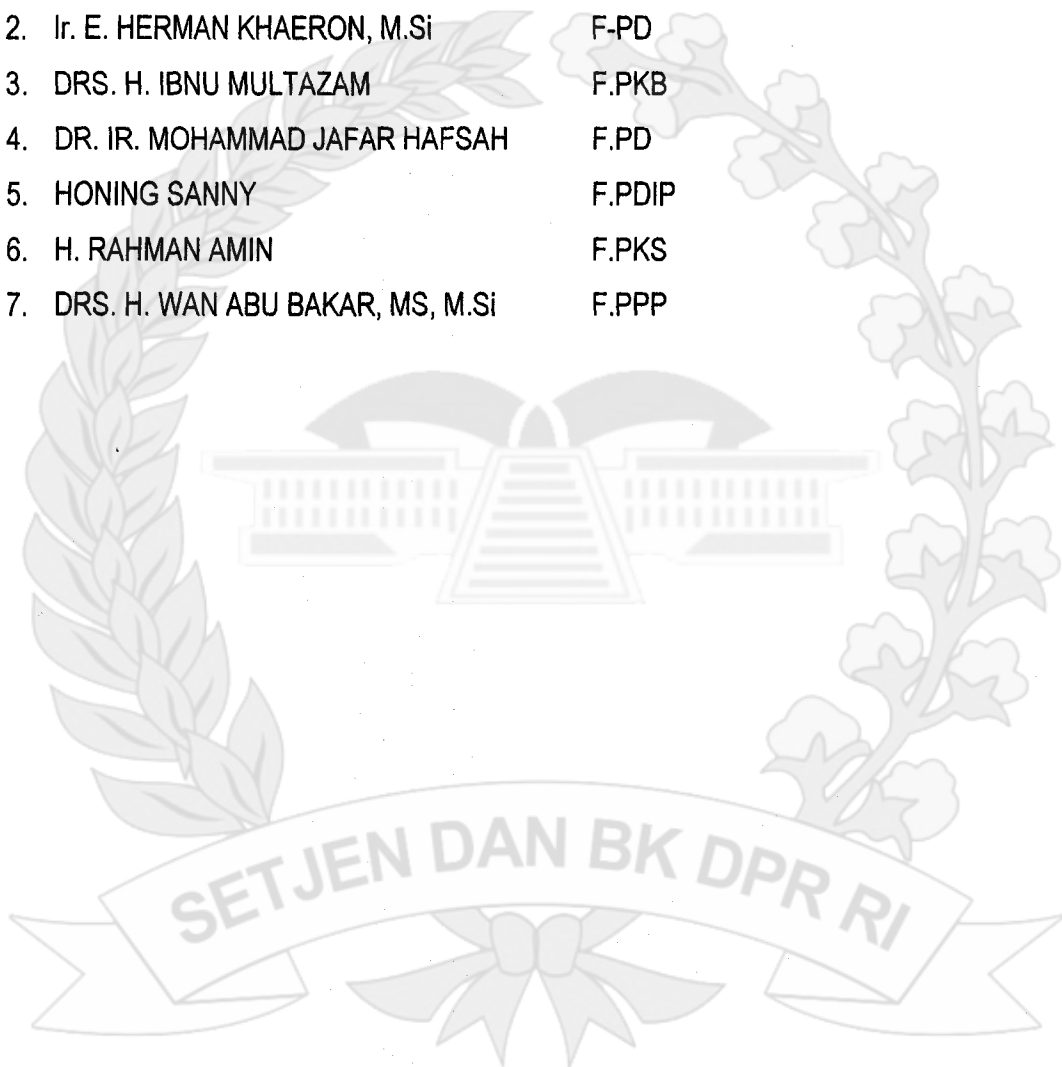 2. Ir. E. HERMAN KHAERON, M.Si F-PD
3. DRS. H. IBNU MULTAZAM F.PKB
4. DR. IR. MOHAMMAD JAFAR HAFSAH F.PD
5. HONING SANNY F.PDIP
6. H. RAHMAN AMIN F.PKS
7. DRS. H. WAN ABU BAKAR, MS, M.Si F.PPP
SETJEN DAN BK DPR RI